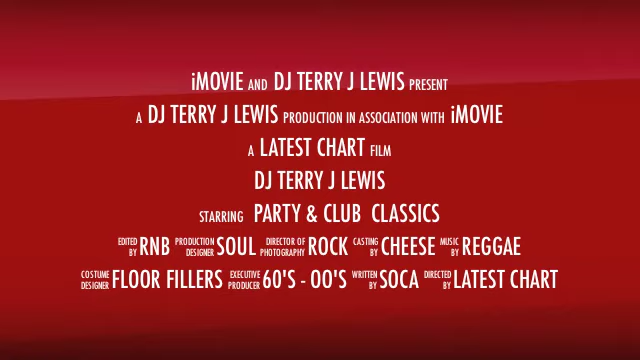 iMOVIE AND DJ TERRY J LEWIS PRESENT
A DJ TERRY J LEWIS PRODUCTION IN ASSOCIATION WITH iMOVIE
A LATEST CHART FILM
DJ TERRY J LEWIS
STARRING PARTY & CLUB CLASSICS
EDITED BY RNB PRODUCTION DESIGNER SOUL DIRECTOR OF PHOTOGRAPHY ROCK CASTING BY CHEESE MUSIC BY REGGAE
COSTUME DESIGNER FLOOR FILLERS EXECUTIVE PRODUCER 60'S - OO'S WRITTEN BY SOCA DIRECTED BY LATEST CHART